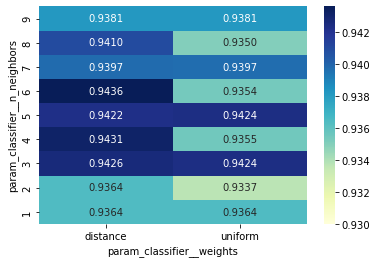 9 0.9381 0.9381
8 0.9410 0.9350
7 0.9397 0.9397
6 0.9436 0.9354
5 0.9422 0.9424
4 0.9431 0.9355
3 0.9426 0.9424
2 0.9364 0.9337
1 0.9364 0.9364
distance uniform
param_classifier__weights
param_classifier__n_neighbors
0.942
0.940
0.938
0.936
0.934
0.932
0.930